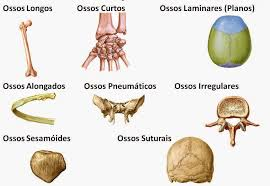 Ossos Longos
Ossos Curtos
Ossos Laminares (Planos)
Ossos Alongados
Ossos Pneumáticos
Ossos Irregulares
Ossos Sesamóides
Ossos Suturais